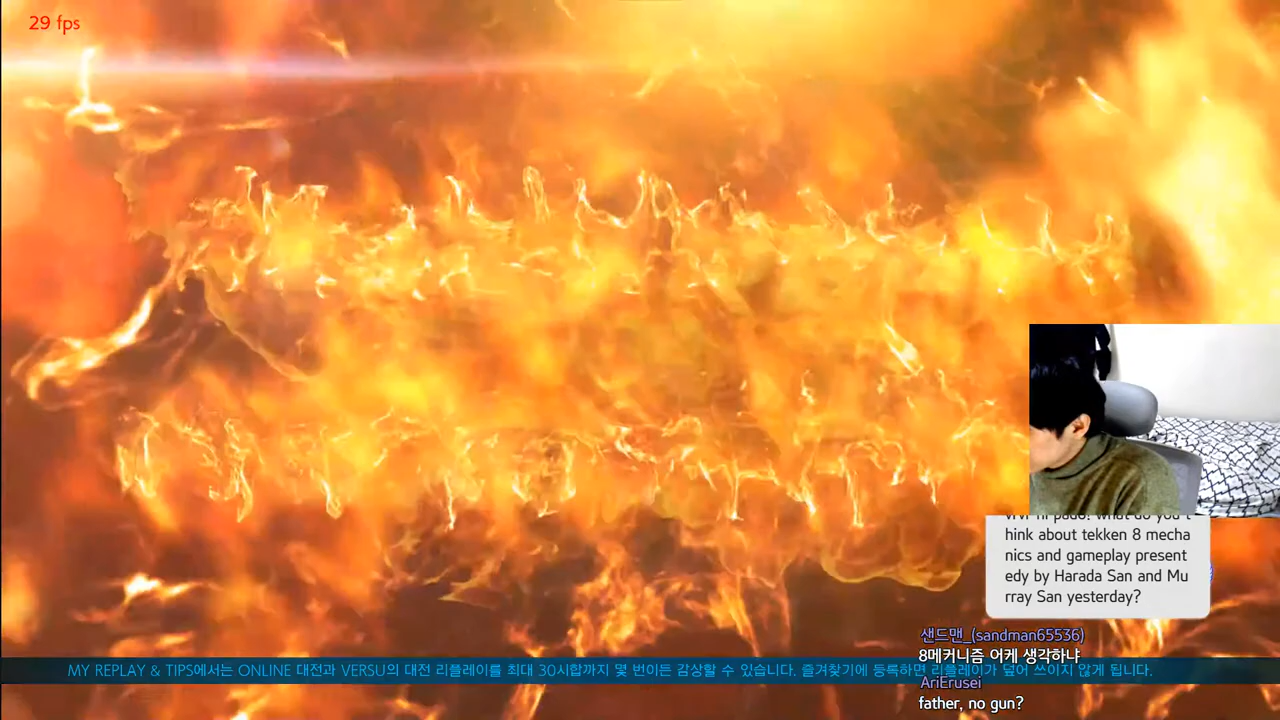 29 fps
hink about tekken 8 mecha
nics and gameplay present
edy by Harada San and Mu
rray San yesterday?
샌드맨_(sandman65536)
8메커니즘 어케 생각하냐
MY REPLAY & TIPS에서는 ONLINE 대전과 VERSU의 대전 리플레이를 최대 30시합까지 몇 번이든 감상할 수 있습니다. 즐겨찾기에 등록하면 리플레이가 덮어 쓰이지 않게 됩니다.
AriErusei
father, no gun?